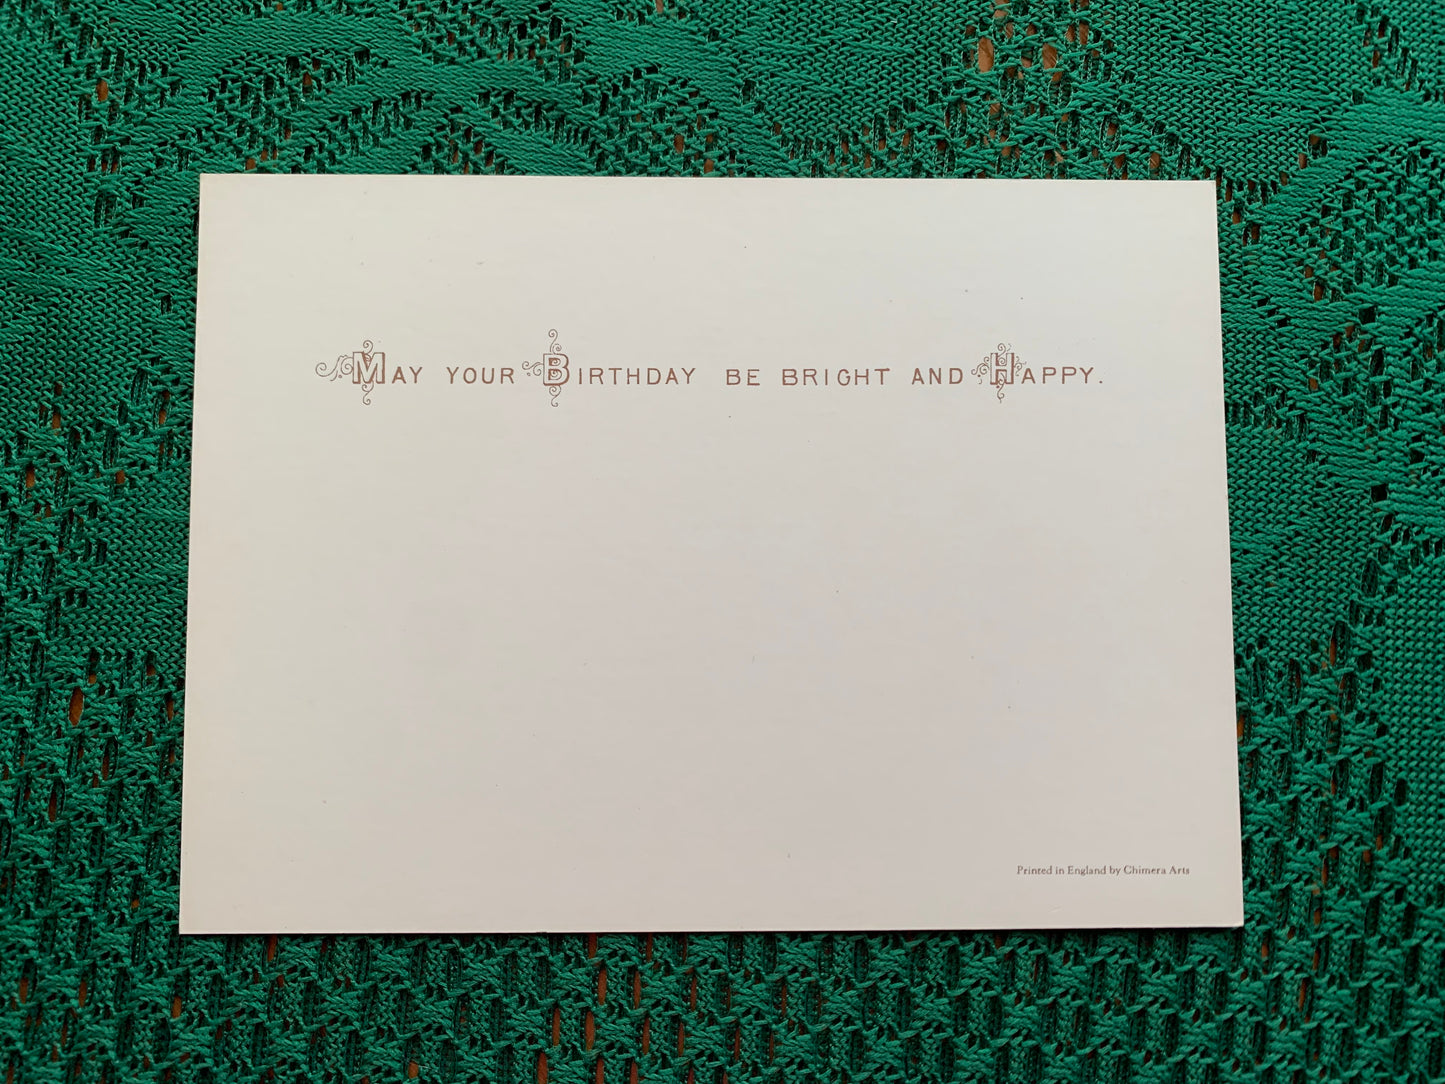 MAY YOUR BIRTHDAY BE BRIGHT AND HAPPY.
Printed in England by Chimera Arts